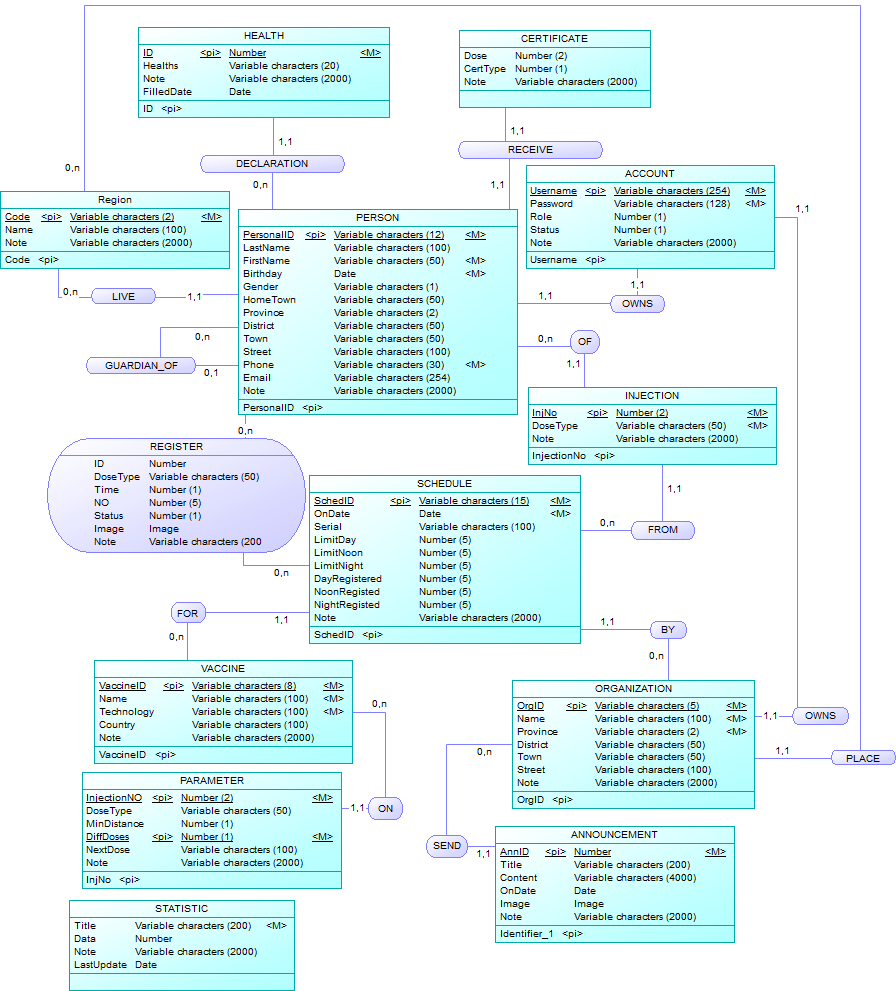 HEALTH
ID <pi> Number <M>
Healths Variable characters (20)
Note Variable characters (2000)
FilledDate Date
ID <pi>
CERTIFICATE
Dose Number (2)
CertType Number (1)
Note Variable characters (2000)
1,1
DECLARATION
0,n
1,1
RECEIVE
1,1
0,n
Region
Code <pi> Variable characters (2) <M>
Name Variable characters (100)
Note Variable characters (2000)
Code <pi>
ACCOUNT
Username <pi> Variable characters (254) <M>
Password Variable characters (128) <M>
Role Number (1)
Status Number (1)
Note Variable characters (2000)
Username <pi>
1,1
PERSON
PersonalID <pi> Variable characters (12) <M>
LastName Variable characters (100)
FirstName Variable characters (50) <M>
Birthday Date <M>
Gender Variable characters (1)
HomeTown Variable characters (50)
Province Variable characters (2)
District Variable characters (50)
Town Variable characters (50)
Street Variable characters (100)
Phone Variable characters (30) <M>
Email Variable characters (254)
Note Variable characters (2000)
PersonalID <pi>
0,n
LIVE
1,1
1,1
1,1
OWNS
0,n
GUARDIAN_OF
0,1
0,n
OF
1,1
INJECTION
InjNo <pi> Number (2) <M>
DoseType Variable characters (50) <M>
Note Variable characters (2000)
InjectionNo <pi>
0,n
REGISTER
ID Number
DoseType Variable characters (50)
Time Number (1)
NO Number (5)
Status Number (1)
Image Image
Note Variable characters (200
0,n
SCHEDULE
SchedID <pi> Variable characters (15) <M>
OnDate Date <M>
Serial Variable characters (100)
LimitDay Number (5)
LimitNoon Number (5)
LimitNight Number (5)
DayRegistered Number (5)
NoonRegisted Number (5)
NightRegisted Number (5)
Note Variable characters (2000)
SchedID <pi>
1,1
0,n
FROM
FOR
1,1
0,n
1,1
BY
0,n
VACCINE
VaccineID <pi> Variable characters (8) <M>
Name Variable characters (100) <M>
Technology Variable characters (100) <M>
Country Variable characters (100)
Note Variable characters (2000)
VaccineID <pi>
0,n
ON
1,1
ORGANIZATION
OrgID <pi> Variable characters (5) <M>
Name Variable characters (100) <M>
Province Variable characters (2) <M>
District Variable characters (50)
Town Variable characters (50)
Street Variable characters (100)
Note Variable characters (2000)
OrgID <pi>
1,1
OWNS
1,1
PLACE
PARAMETER
InjectionNO <pi> Number (2) <M>
DoseType Variable characters (50)
MinDistance Number (1)
DiffDoses <pi> Number (1) <M>
NextDose Variable characters (100)
Note Variable characters (2000)
InjNo <pi>
0,n
SEND
1,1
ANNOUNCEMENT
AnnID <pi> Number <M>
Title Variable characters (200)
Content Variable characters (4000)
OnDate Date
Image Image
Note Variable characters (2000)
Identifier_1 <pi>
STATISTIC
Title Variable characters (200) <M>
Data Number
Note Variable characters (2000)
LastUpdate Date